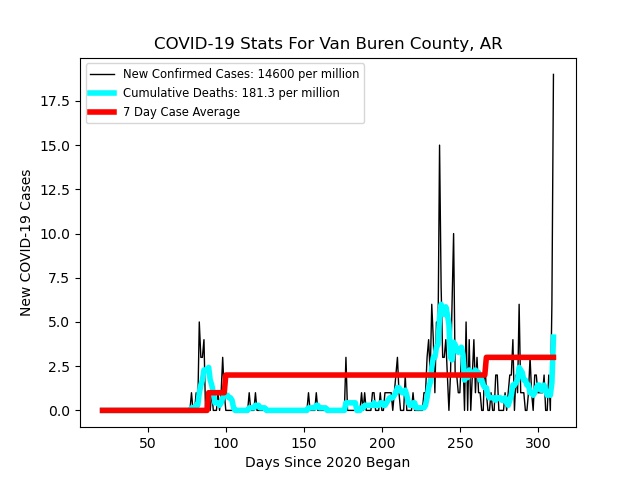 COVID-19 Stats For Van Buren County, AR
New Confirmed Cases: 14600 per million
Cumulative Deaths: 181.3 per million
7 Day Case Average
New COVID-19 Cases
17.5
15.0
12.5
10.0
7.5
5.0
2.5
0.0
50 100 150 200 250 300
Days Since 2020 Began